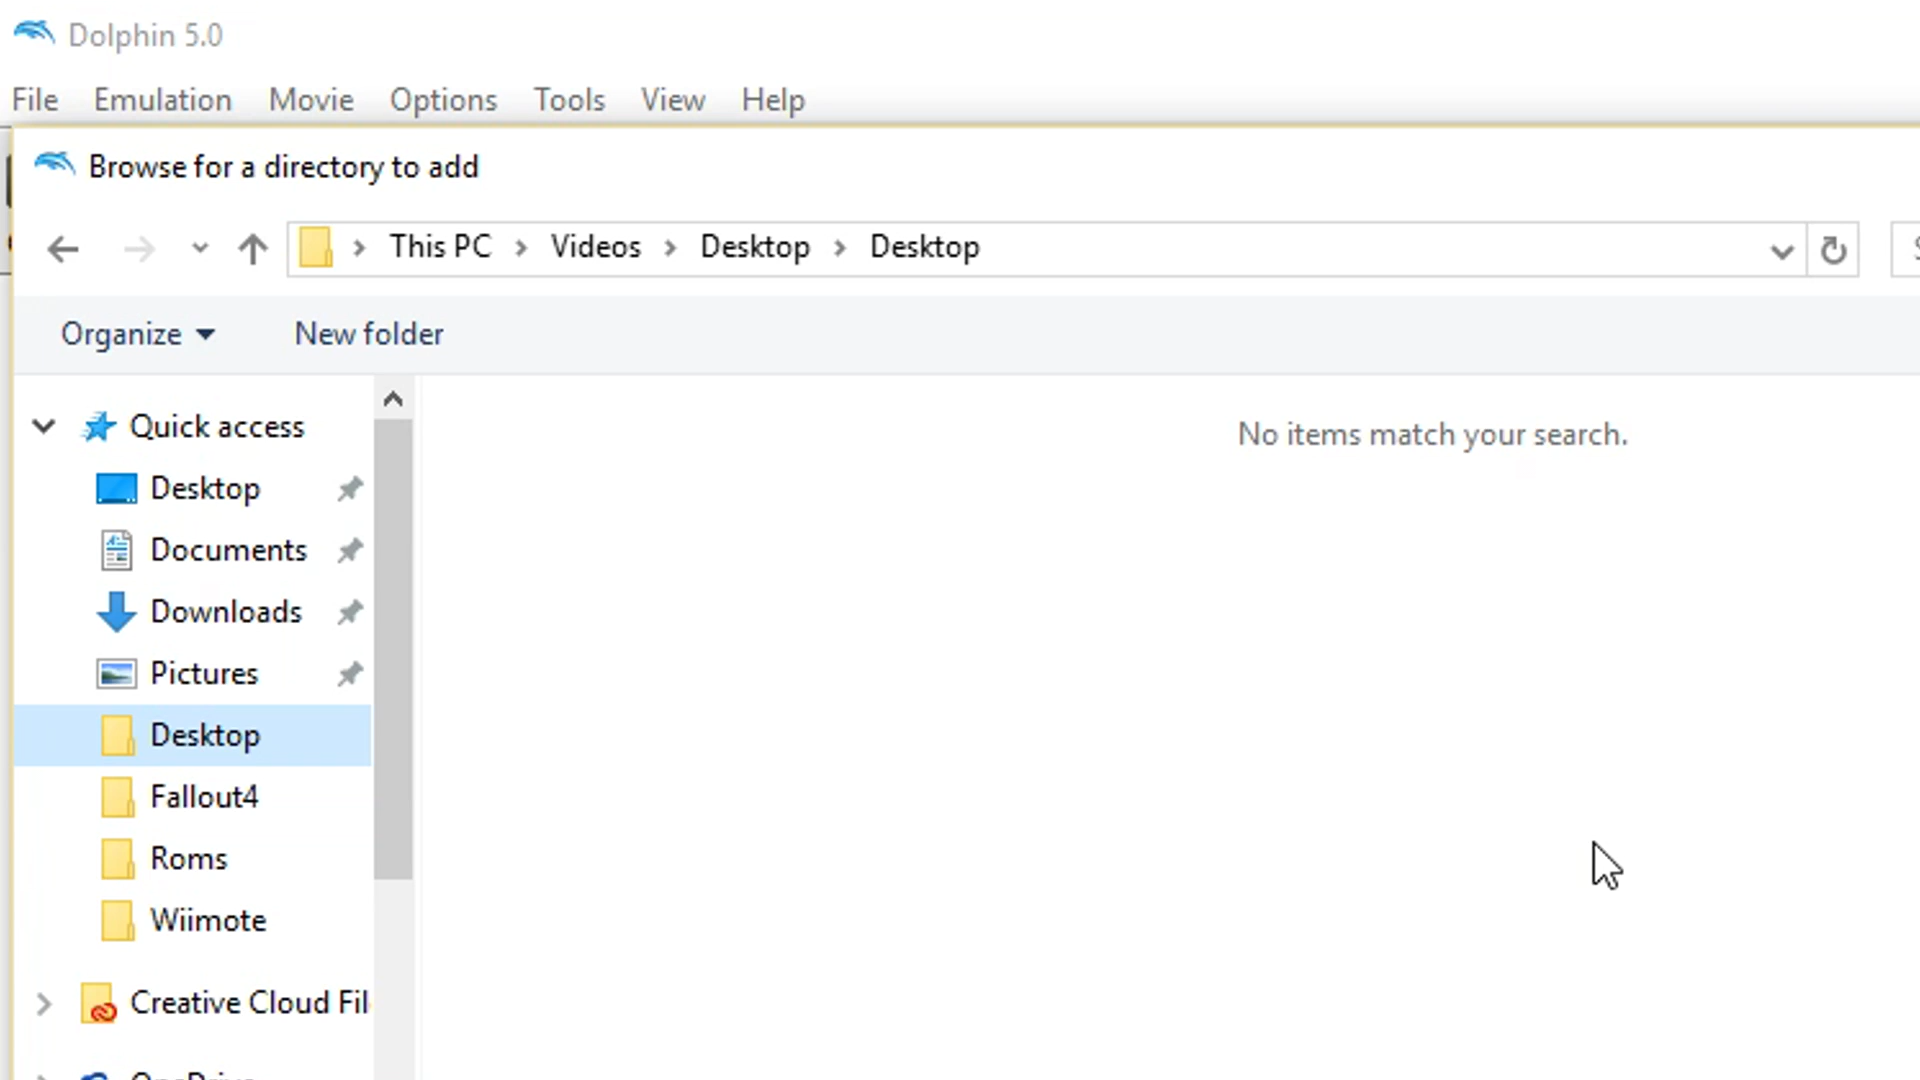 Dolphin 5.0
File Emulation Movie Options Tools View Help
Browse for a directory to add
This PC Videos Desktop Desktop
Organize New folder
Quick access
No items match your search.
Desktop
Documents
Downloads
Pictures
Desktop
Fallout4
Roms
Wiimote
Creative Cloud Fil
OneDrive